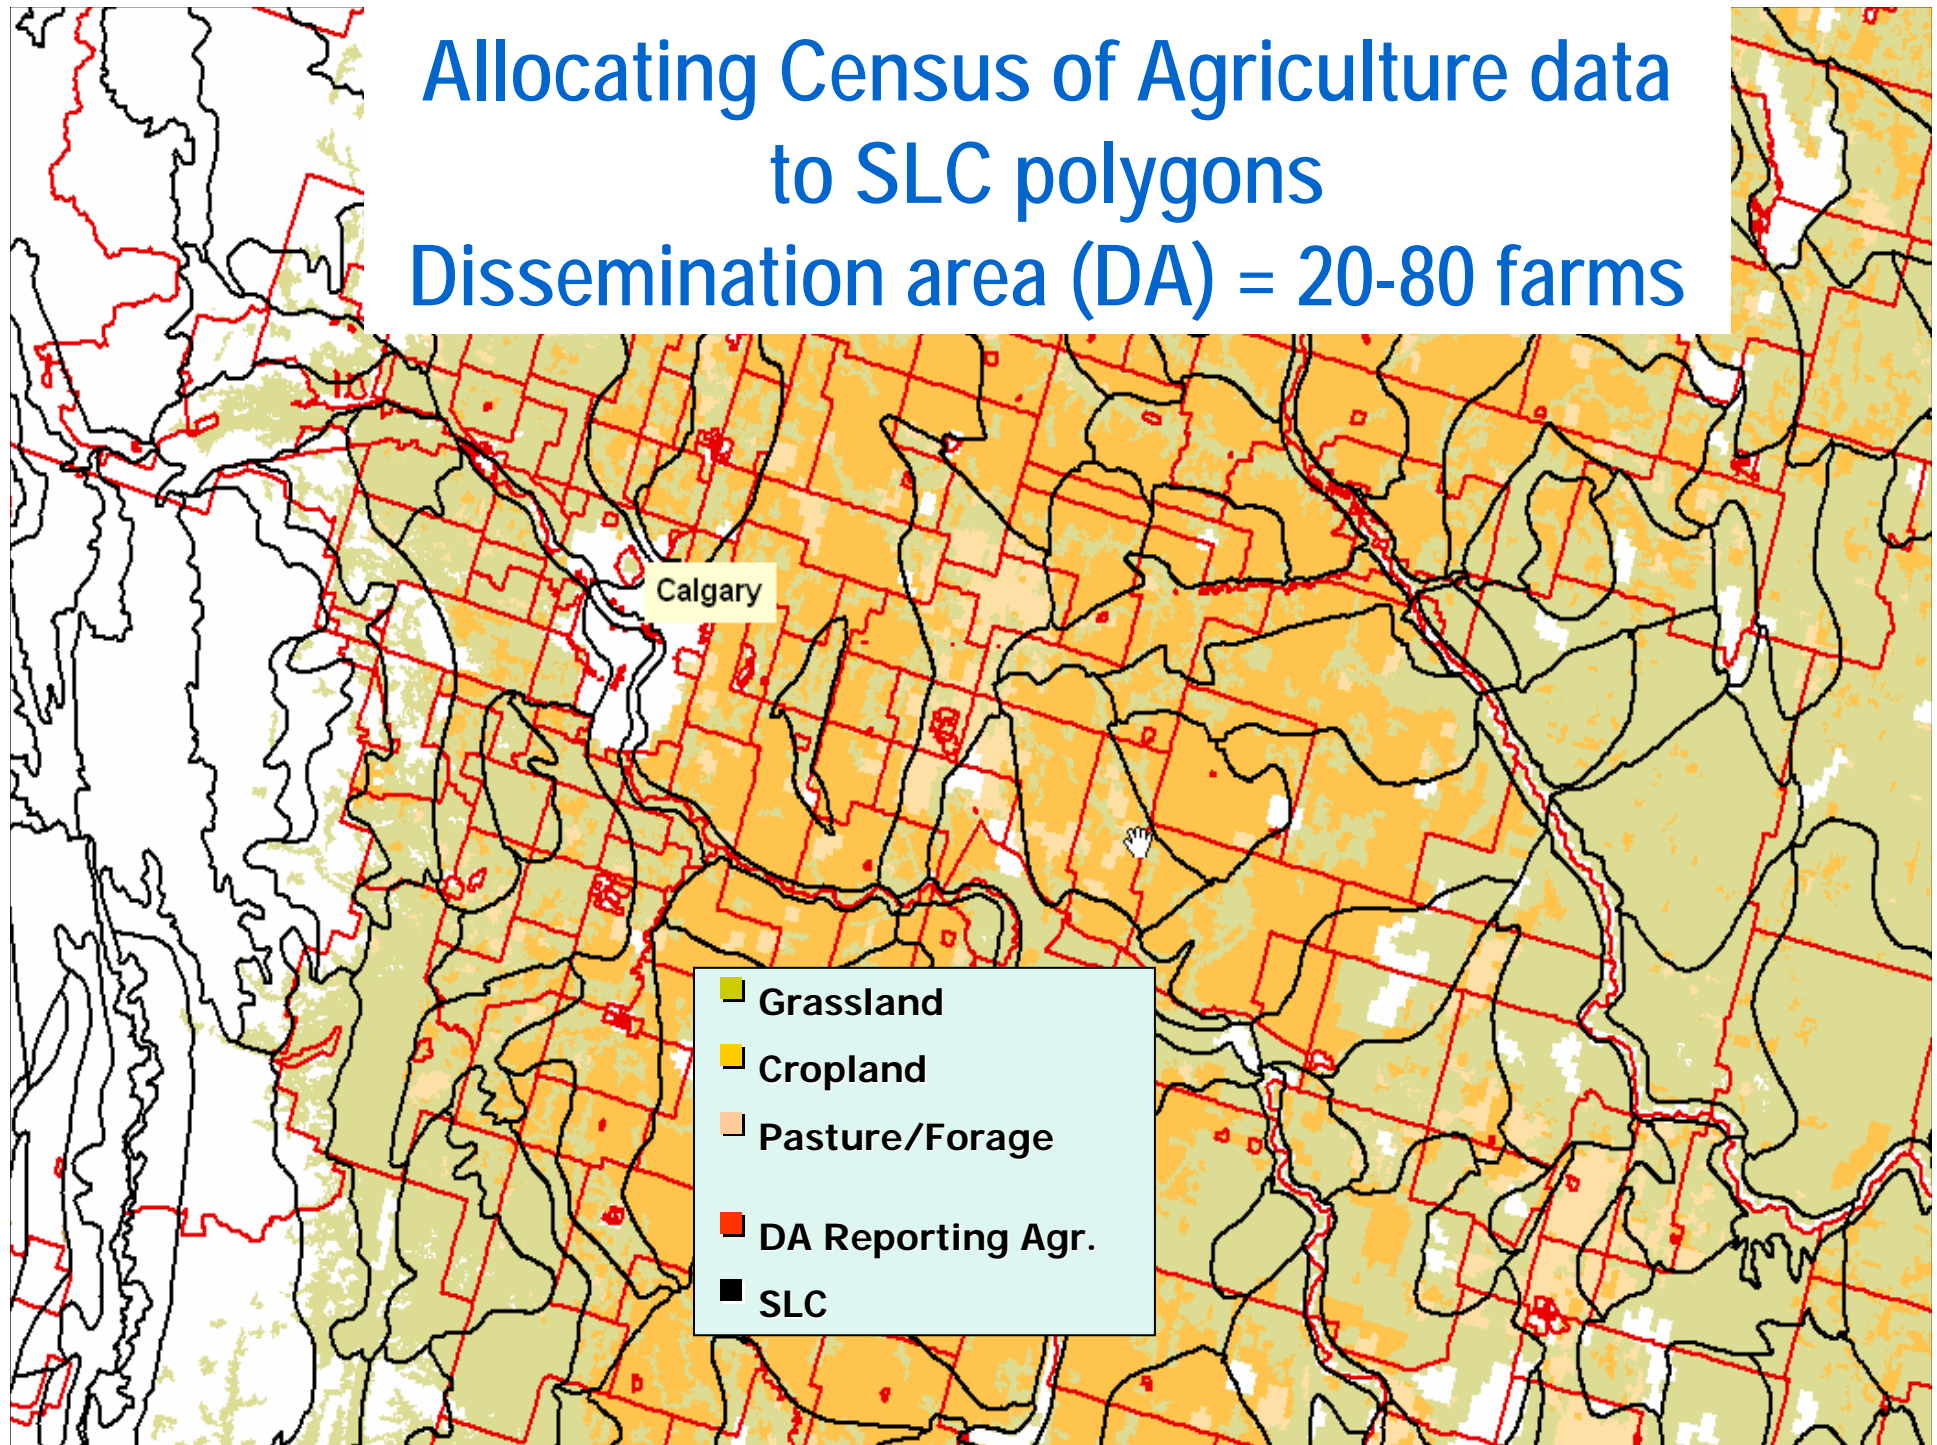 Allocating Census of Agriculture data
to SLC polygons
Dissemination area (DA) = 20-80 farms
Calgary
Grassland
Cropland
Pasture/Forage
DA Reporting Agr.
SLC